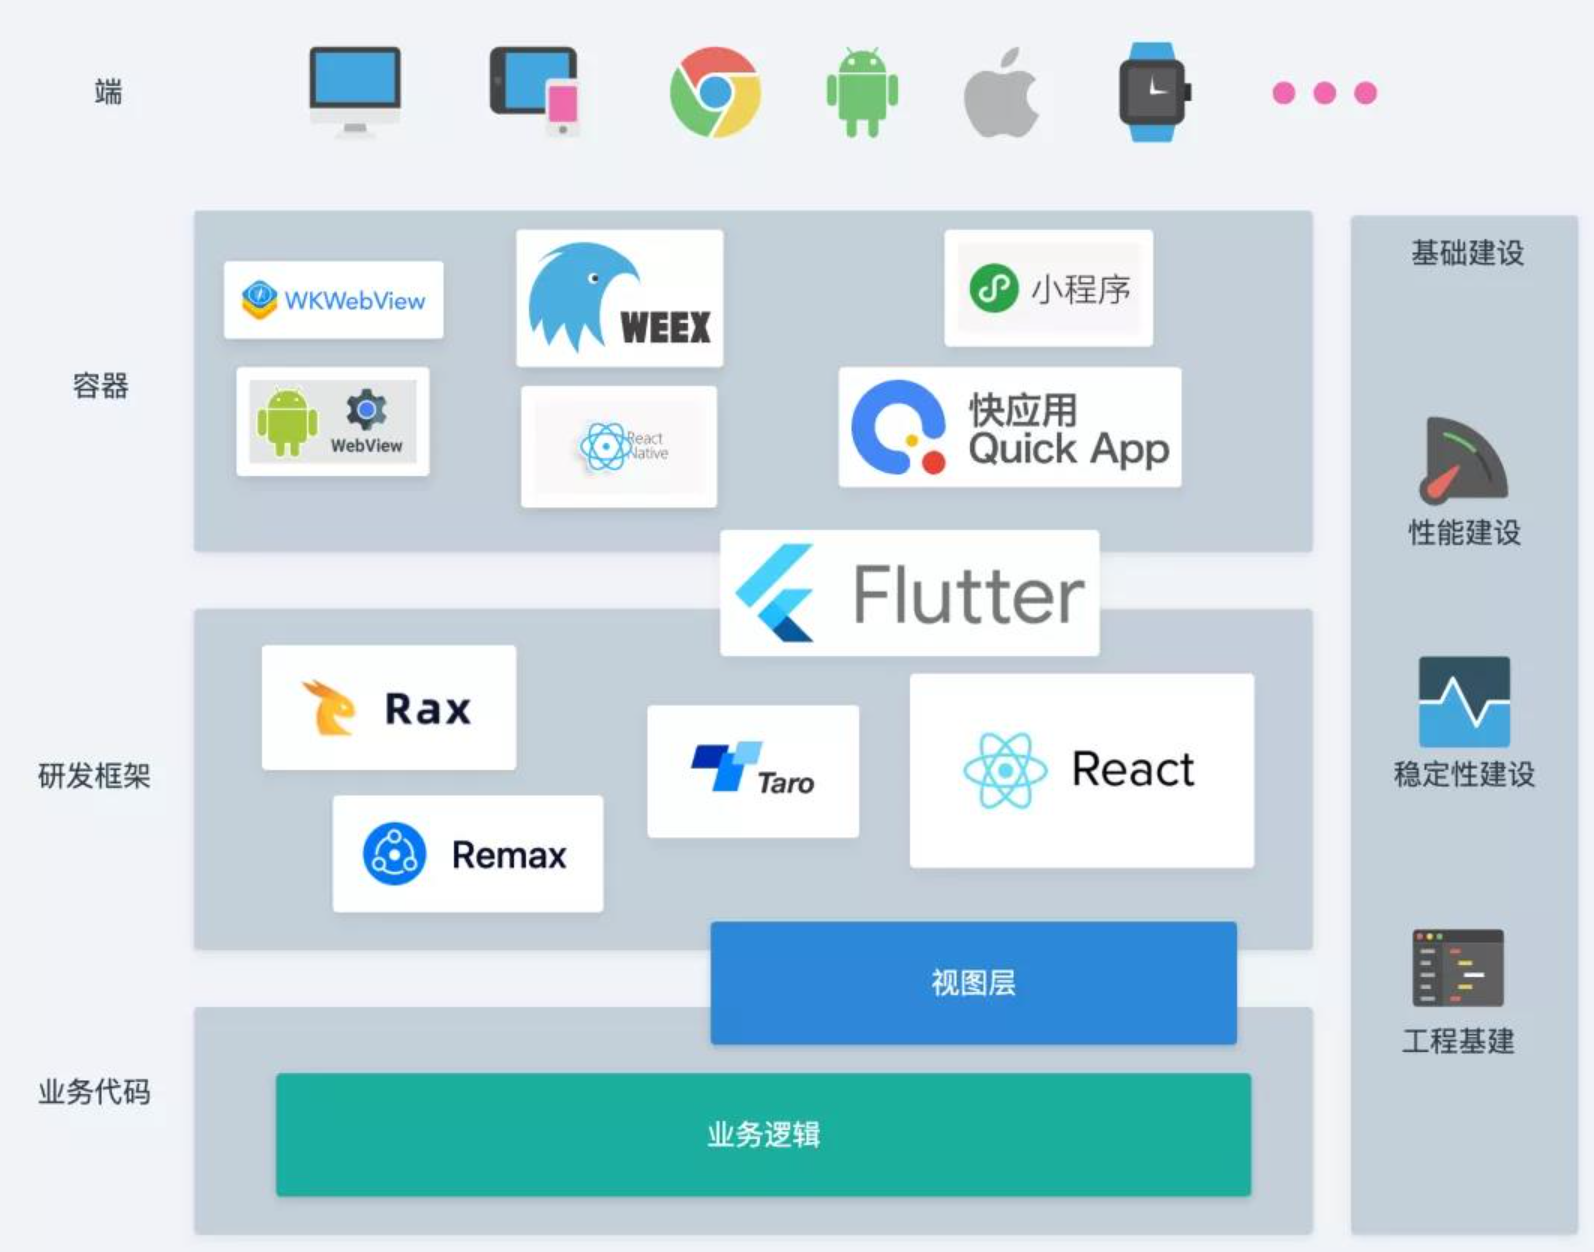 端
容器
WKWebView
WebView
WEEX
React
Native
小程序
快应用
Quick App
Flutter
研发框架
Rax
Remax
Taro
React
视图层
业务代码
业务逻辑
基础建设
性能建设
稳定性建设
工程基建